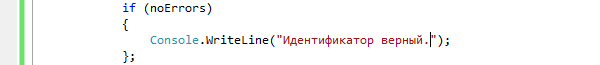 if (noErrors)
{
Console.WriteLine("Идентификатор верный.");
};